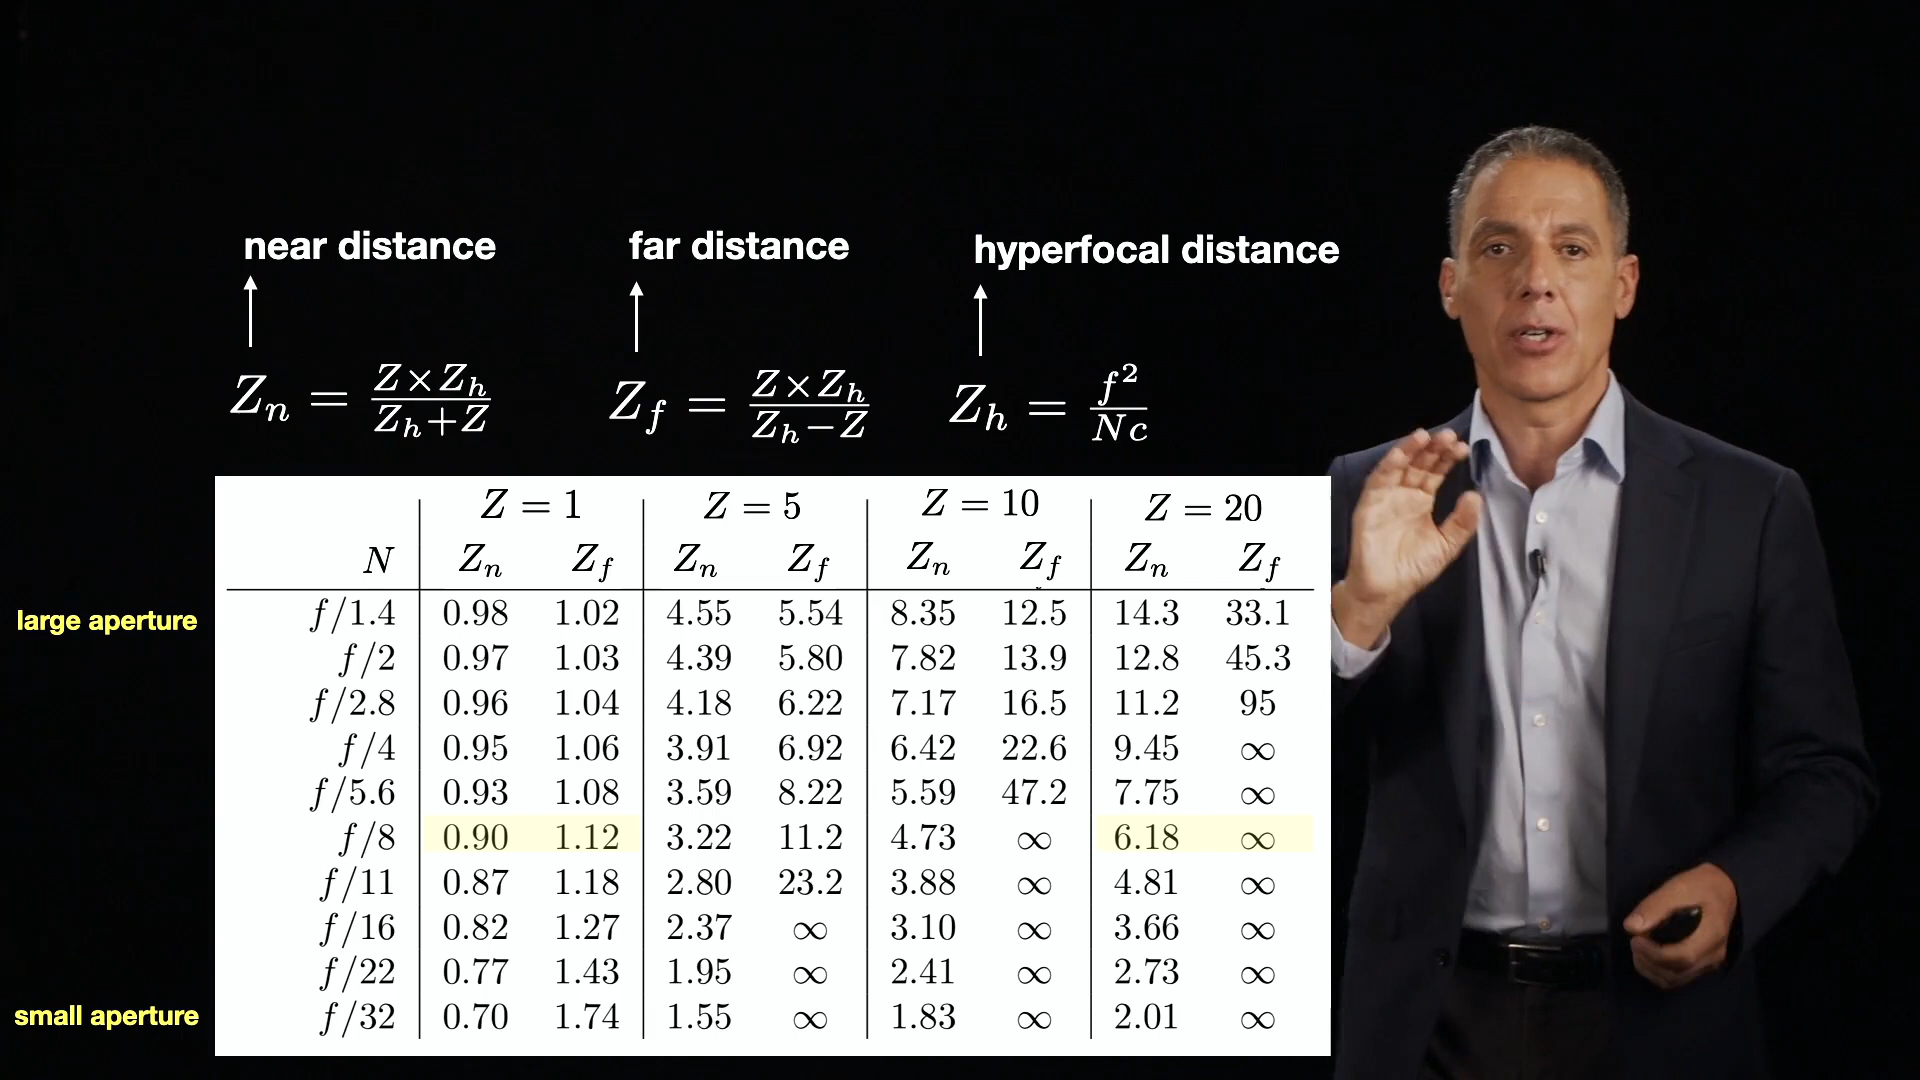 near distance far distance hyperfocal distance
Zₙ = Z×Zₕ/Zₕ+Z Z_f = Z×Zₕ/Zₕ−Z Zₕ = f²/Nc
Z = 1 Z = 5 Z = 10 Z = 20
N Zₙ Z_f Zₙ Z_f Zₙ Z_f Zₙ Z_f
large aperture f/1.4 0.98 1.02 4.55 5.54 8.35 12.5 14.3 33.1
f/2 0.97 1.03 4.39 5.80 7.82 13.9 12.8 45.3
f/2.8 0.96 1.04 4.18 6.22 7.17 16.5 11.2 95
f/4 0.95 1.06 3.91 6.92 6.42 22.6 9.45 ∞
f/5.6 0.93 1.08 3.59 8.22 5.59 47.2 7.75 ∞
f/8 0.90 1.12 3.22 11.2 4.73 ∞ 6.18 ∞
f/11 0.87 1.18 2.80 23.2 3.88 ∞ 4.81 ∞
f/16 0.82 1.27 2.37 ∞ 3.10 ∞ 3.66 ∞
f/22 0.77 1.43 1.95 ∞ 2.41 ∞ 2.73 ∞
small aperture f/32 0.70 1.74 1.55 ∞ 1.83 ∞ 2.01 ∞